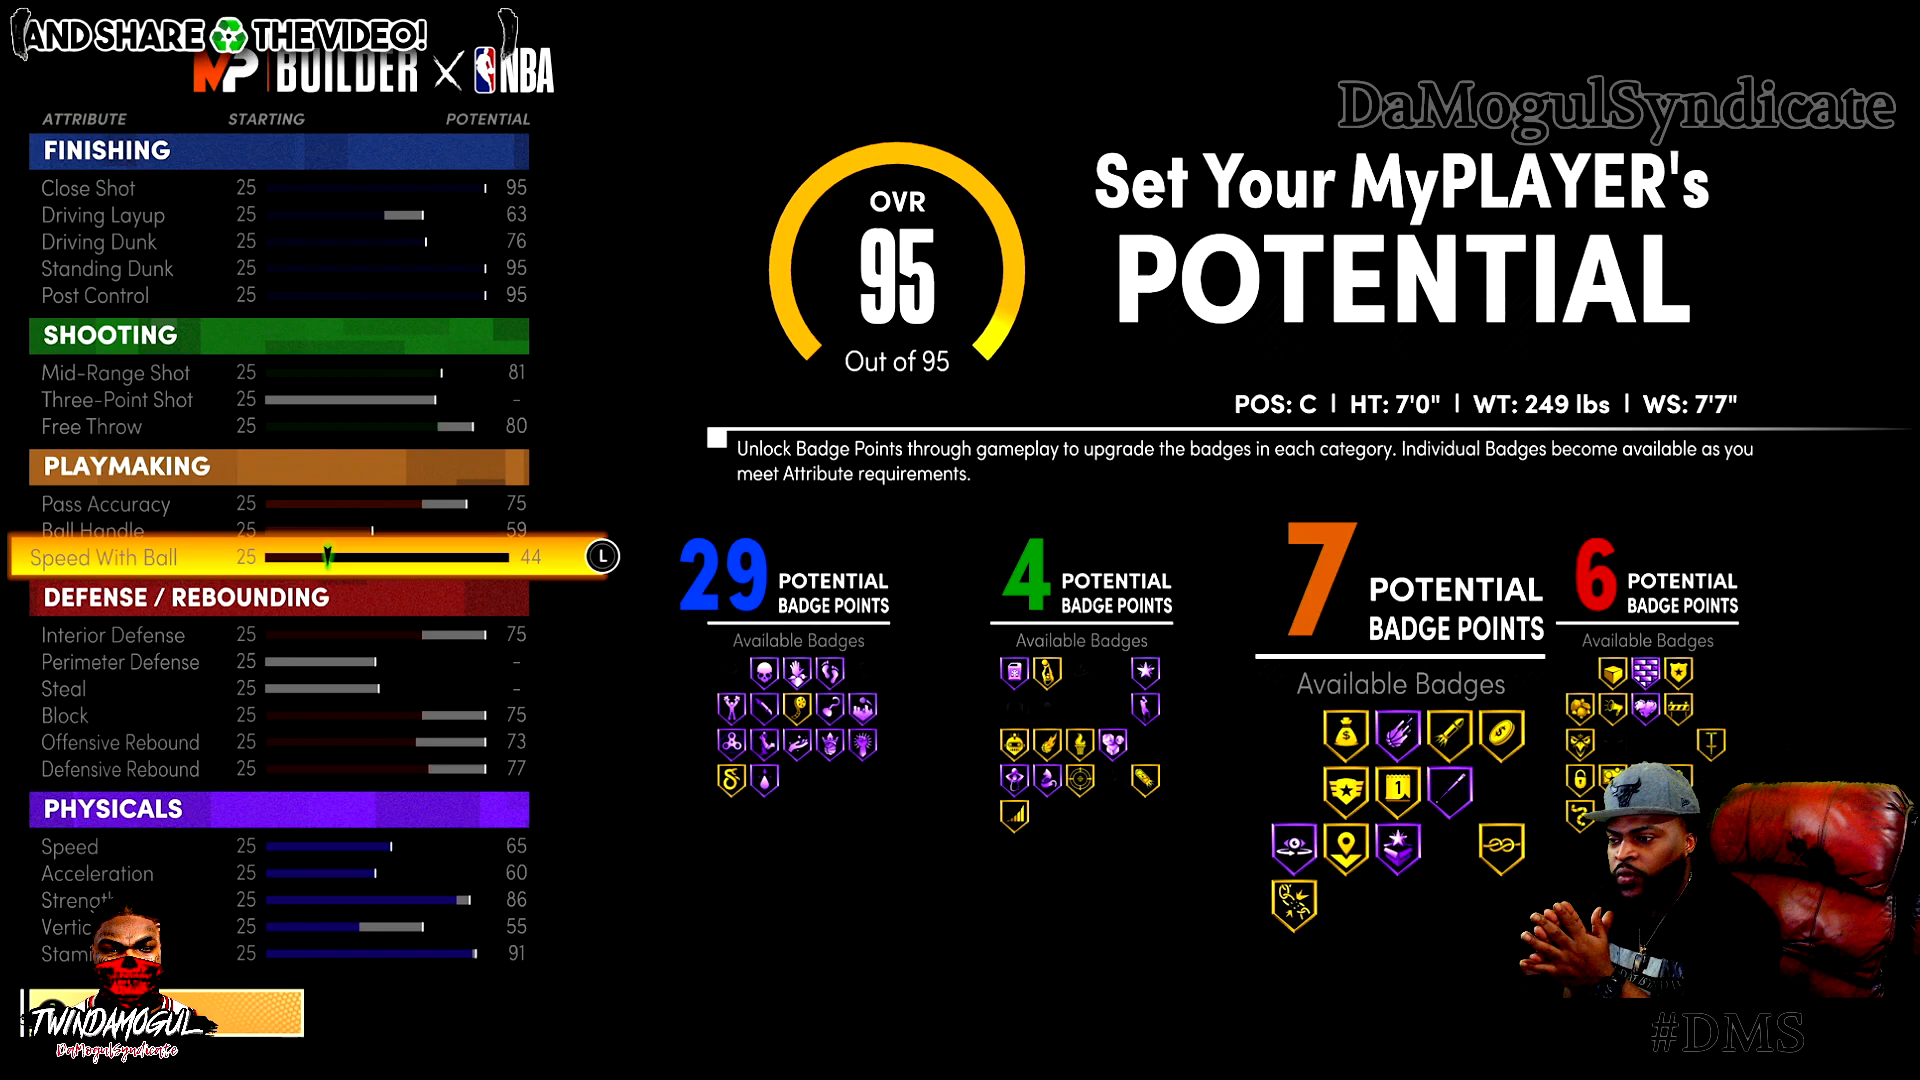 AND SHARE THE VIDEO!
MP BUILDER X NBA
DaMogulSyndicate
ATTRIBUTE STARTING POTENTIAL
FINISHING
Close Shot 25 95
Driving Layup 25 63
Driving Dunk 25 76
Standing Dunk 25 95
Post Control 25 95
SHOOTING
Mid-Range Shot 25 81
Three-Point Shot 25 -
Free Throw 25 80
PLAYMAKING
Pass Accuracy 25 75
Ball Handle 25 59
Speed With Ball 25 44
L
DEFENSE / REBOUNDING
Interior Defense 25 75
Perimeter Defense 25 -
Steal 25 -
Block 25 75
Offensive Rebound 25 73
Defensive Rebound 25 77
PHYSICALS
Speed 25 65
Acceleration 25 60
Strength 25 86
Vertic 25 55
Stami 25 91
TWINDAMOGUL
DaMogulSyndicate
OVR
95
Out of 95
Set Your MyPLAYER's
POTENTIAL
POS: C | HT: 7'0" | WT: 249 lbs | WS: 7'7"
Unlock Badge Points through gameplay to upgrade the badges in each category. Individual Badges become available as you
meet Attribute requirements.
29 POTENTIAL BADGE POINTS
Available Badges
4 POTENTIAL BADGE POINTS
Available Badges
7 POTENTIAL BADGE POINTS
Available Badges
6 POTENTIAL BADGE POINTS
Available Badges
#DMS